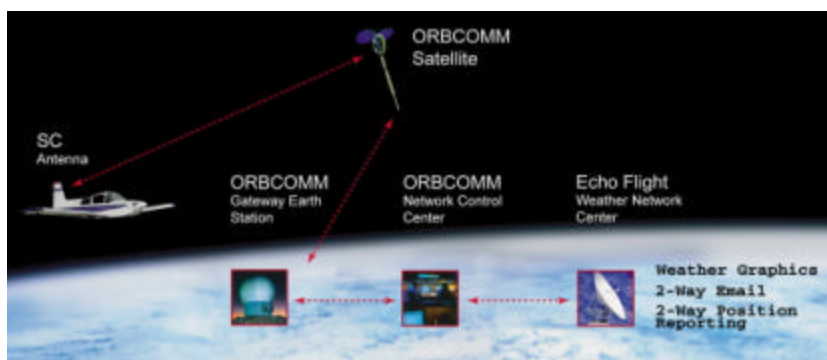 ORBCOMM
Satellite
SC
Antenna
ORBCOMM
Gateway Earth
Station
ORBCOMM
Network Control
Center
Echo Flight
Weather Network
Center
Weather Graphics
2-Way Email
2-Way Position
Reporting